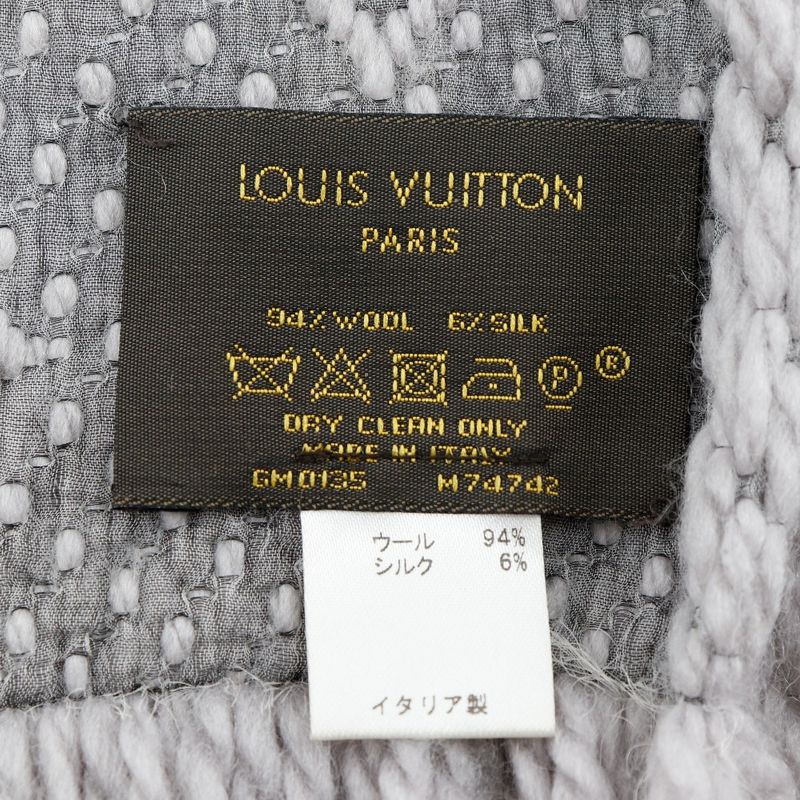 LOUIS VUITTON
PARIS
94% WOOL 6% SILK
P ®
DRY CLEAN ONLY
MADE IN ITALY
GM0135 M74742
ウール 94%
シルク 6%
イタリア製